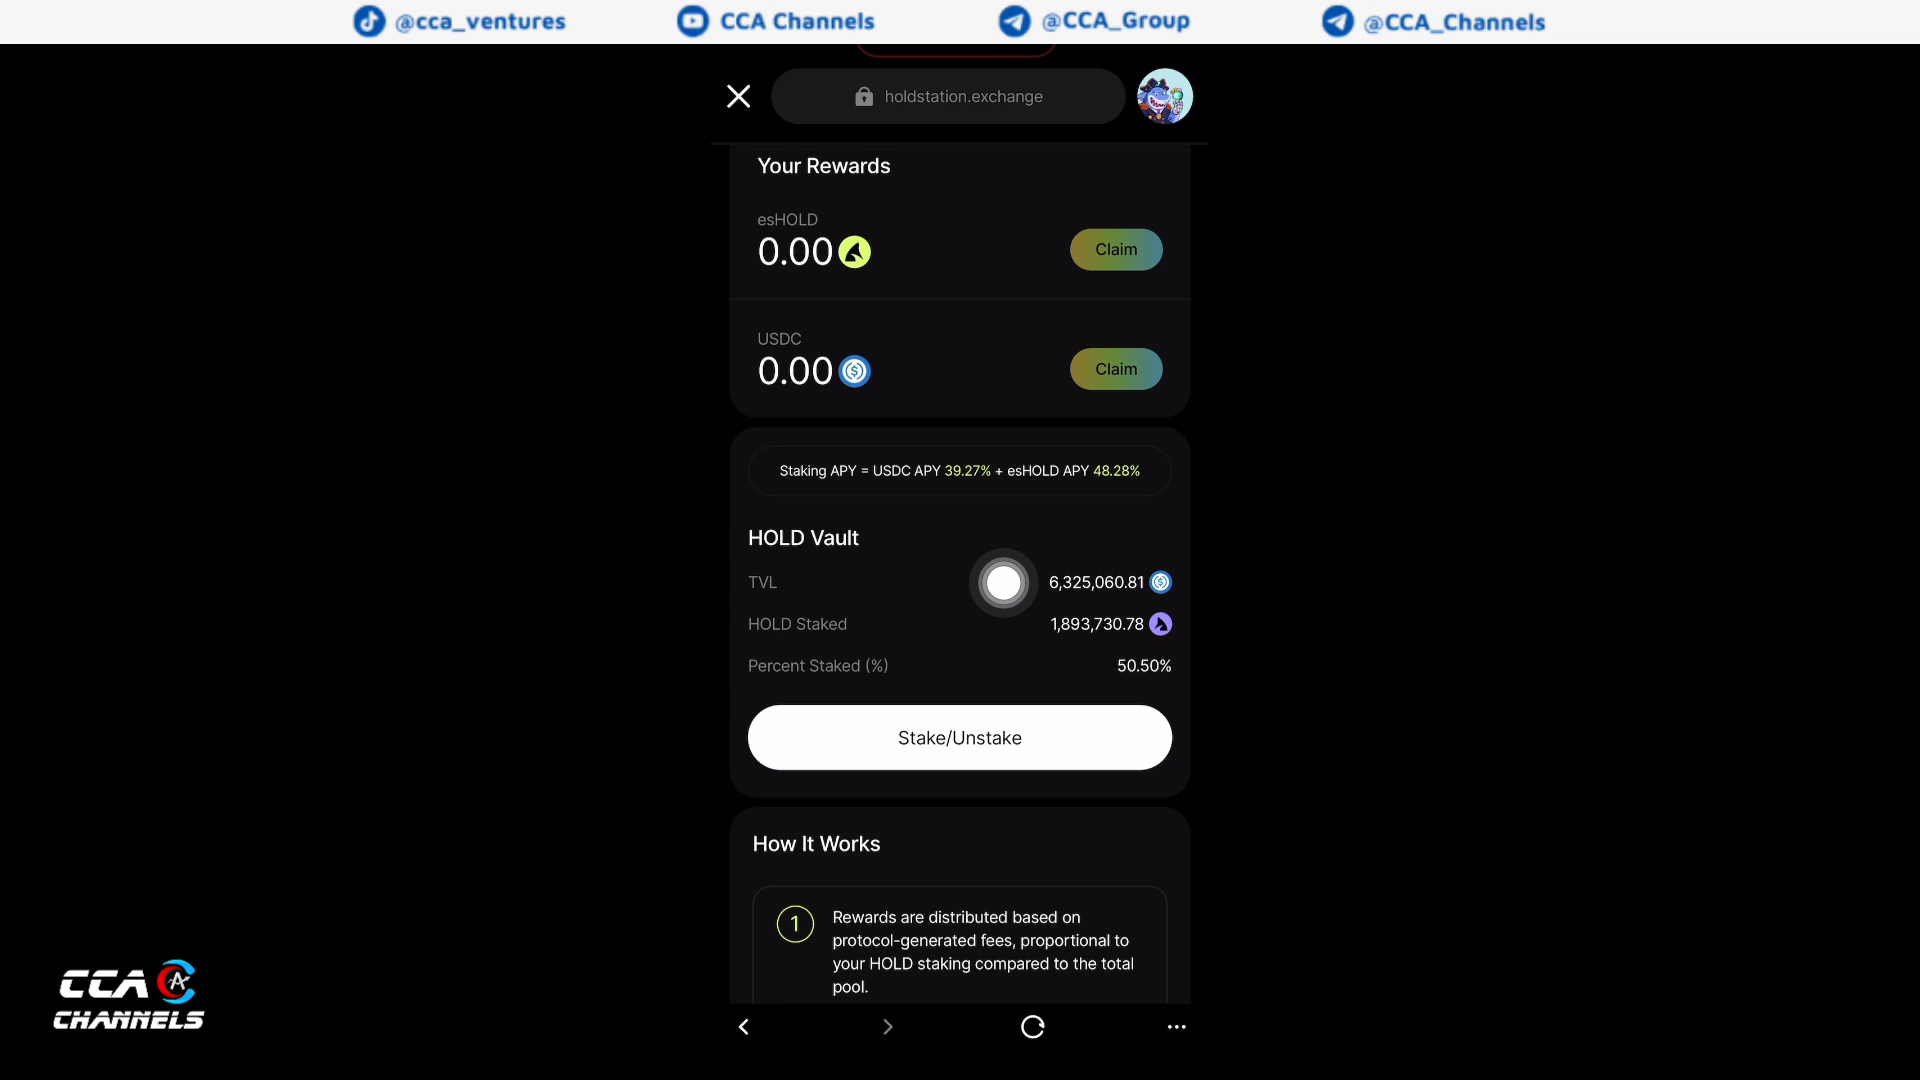 @cca_ventures CCA Channels @CCA_Group @CCA_Channels
holdstation.exchange
Your Rewards
esHOLD
0.00 Claim
USDC
0.00 Claim
Staking APY = USDC APY 39.27% + esHOLD APY 48.28%
HOLD Vault
TVL 6,325,060.81
HOLD Staked 1,893,730.78
Percent Staked (%) 50.50%
Stake/Unstake
How It Works
1 Rewards are distributed based on
protocol-generated fees, proportional to
your HOLD staking compared to the total
pool.
CCA
CHANNELS